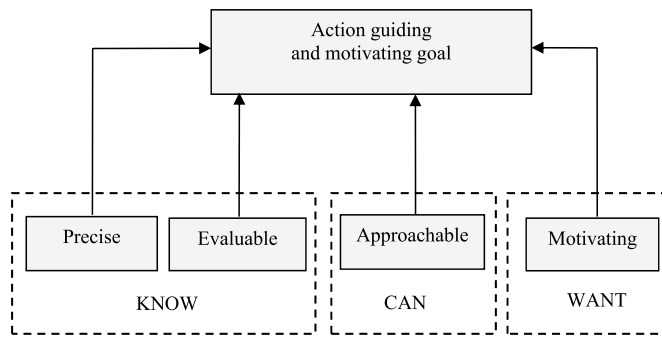 Action guiding
and motivating goal
Precise
Evaluable
Approachable
Motivating
KNOW
CAN
WANT